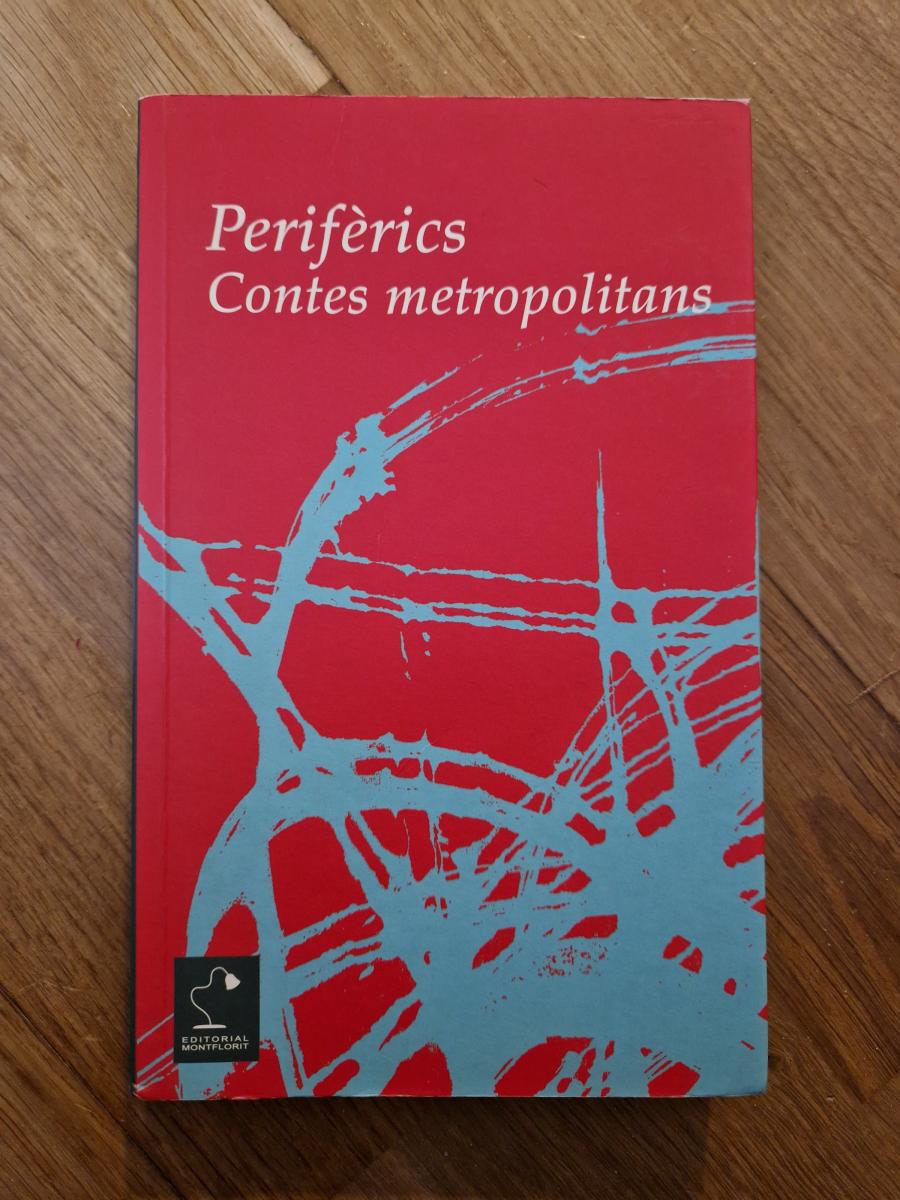 Perifèrics
Contes metropolitans
EDITORIAL
MONTFLORIT